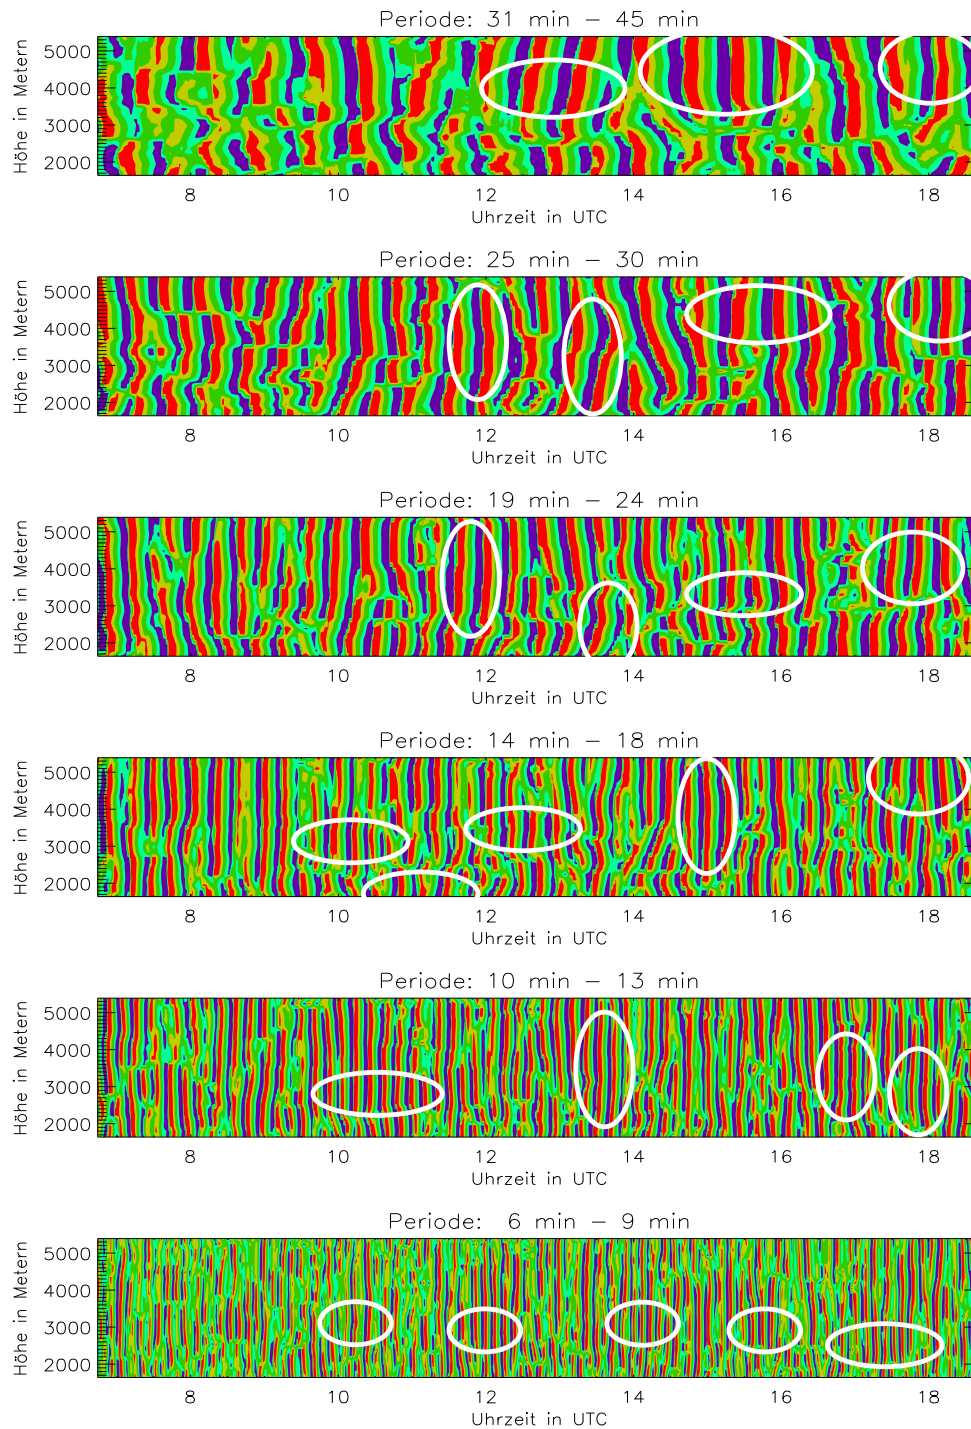 Periode: 31 min – 45 min
Höhe in Metern
5000
4000
3000
2000
8 10 12 14 16 18
Uhrzeit in UTC
Periode: 25 min – 30 min
Höhe in Metern
5000
4000
3000
2000
8 10 12 14 16 18
Uhrzeit in UTC
Periode: 19 min – 24 min
Höhe in Metern
5000
4000
3000
2000
8 10 12 14 16 18
Uhrzeit in UTC
Periode: 14 min – 18 min
Höhe in Metern
5000
4000
3000
2000
8 10 12 14 16 18
Uhrzeit in UTC
Periode: 10 min – 13 min
Höhe in Metern
5000
4000
3000
2000
8 10 12 14 16 18
Uhrzeit in UTC
Periode: 6 min – 9 min
Höhe in Metern
5000
4000
3000
2000
8 10 12 14 16 18
Uhrzeit in UTC